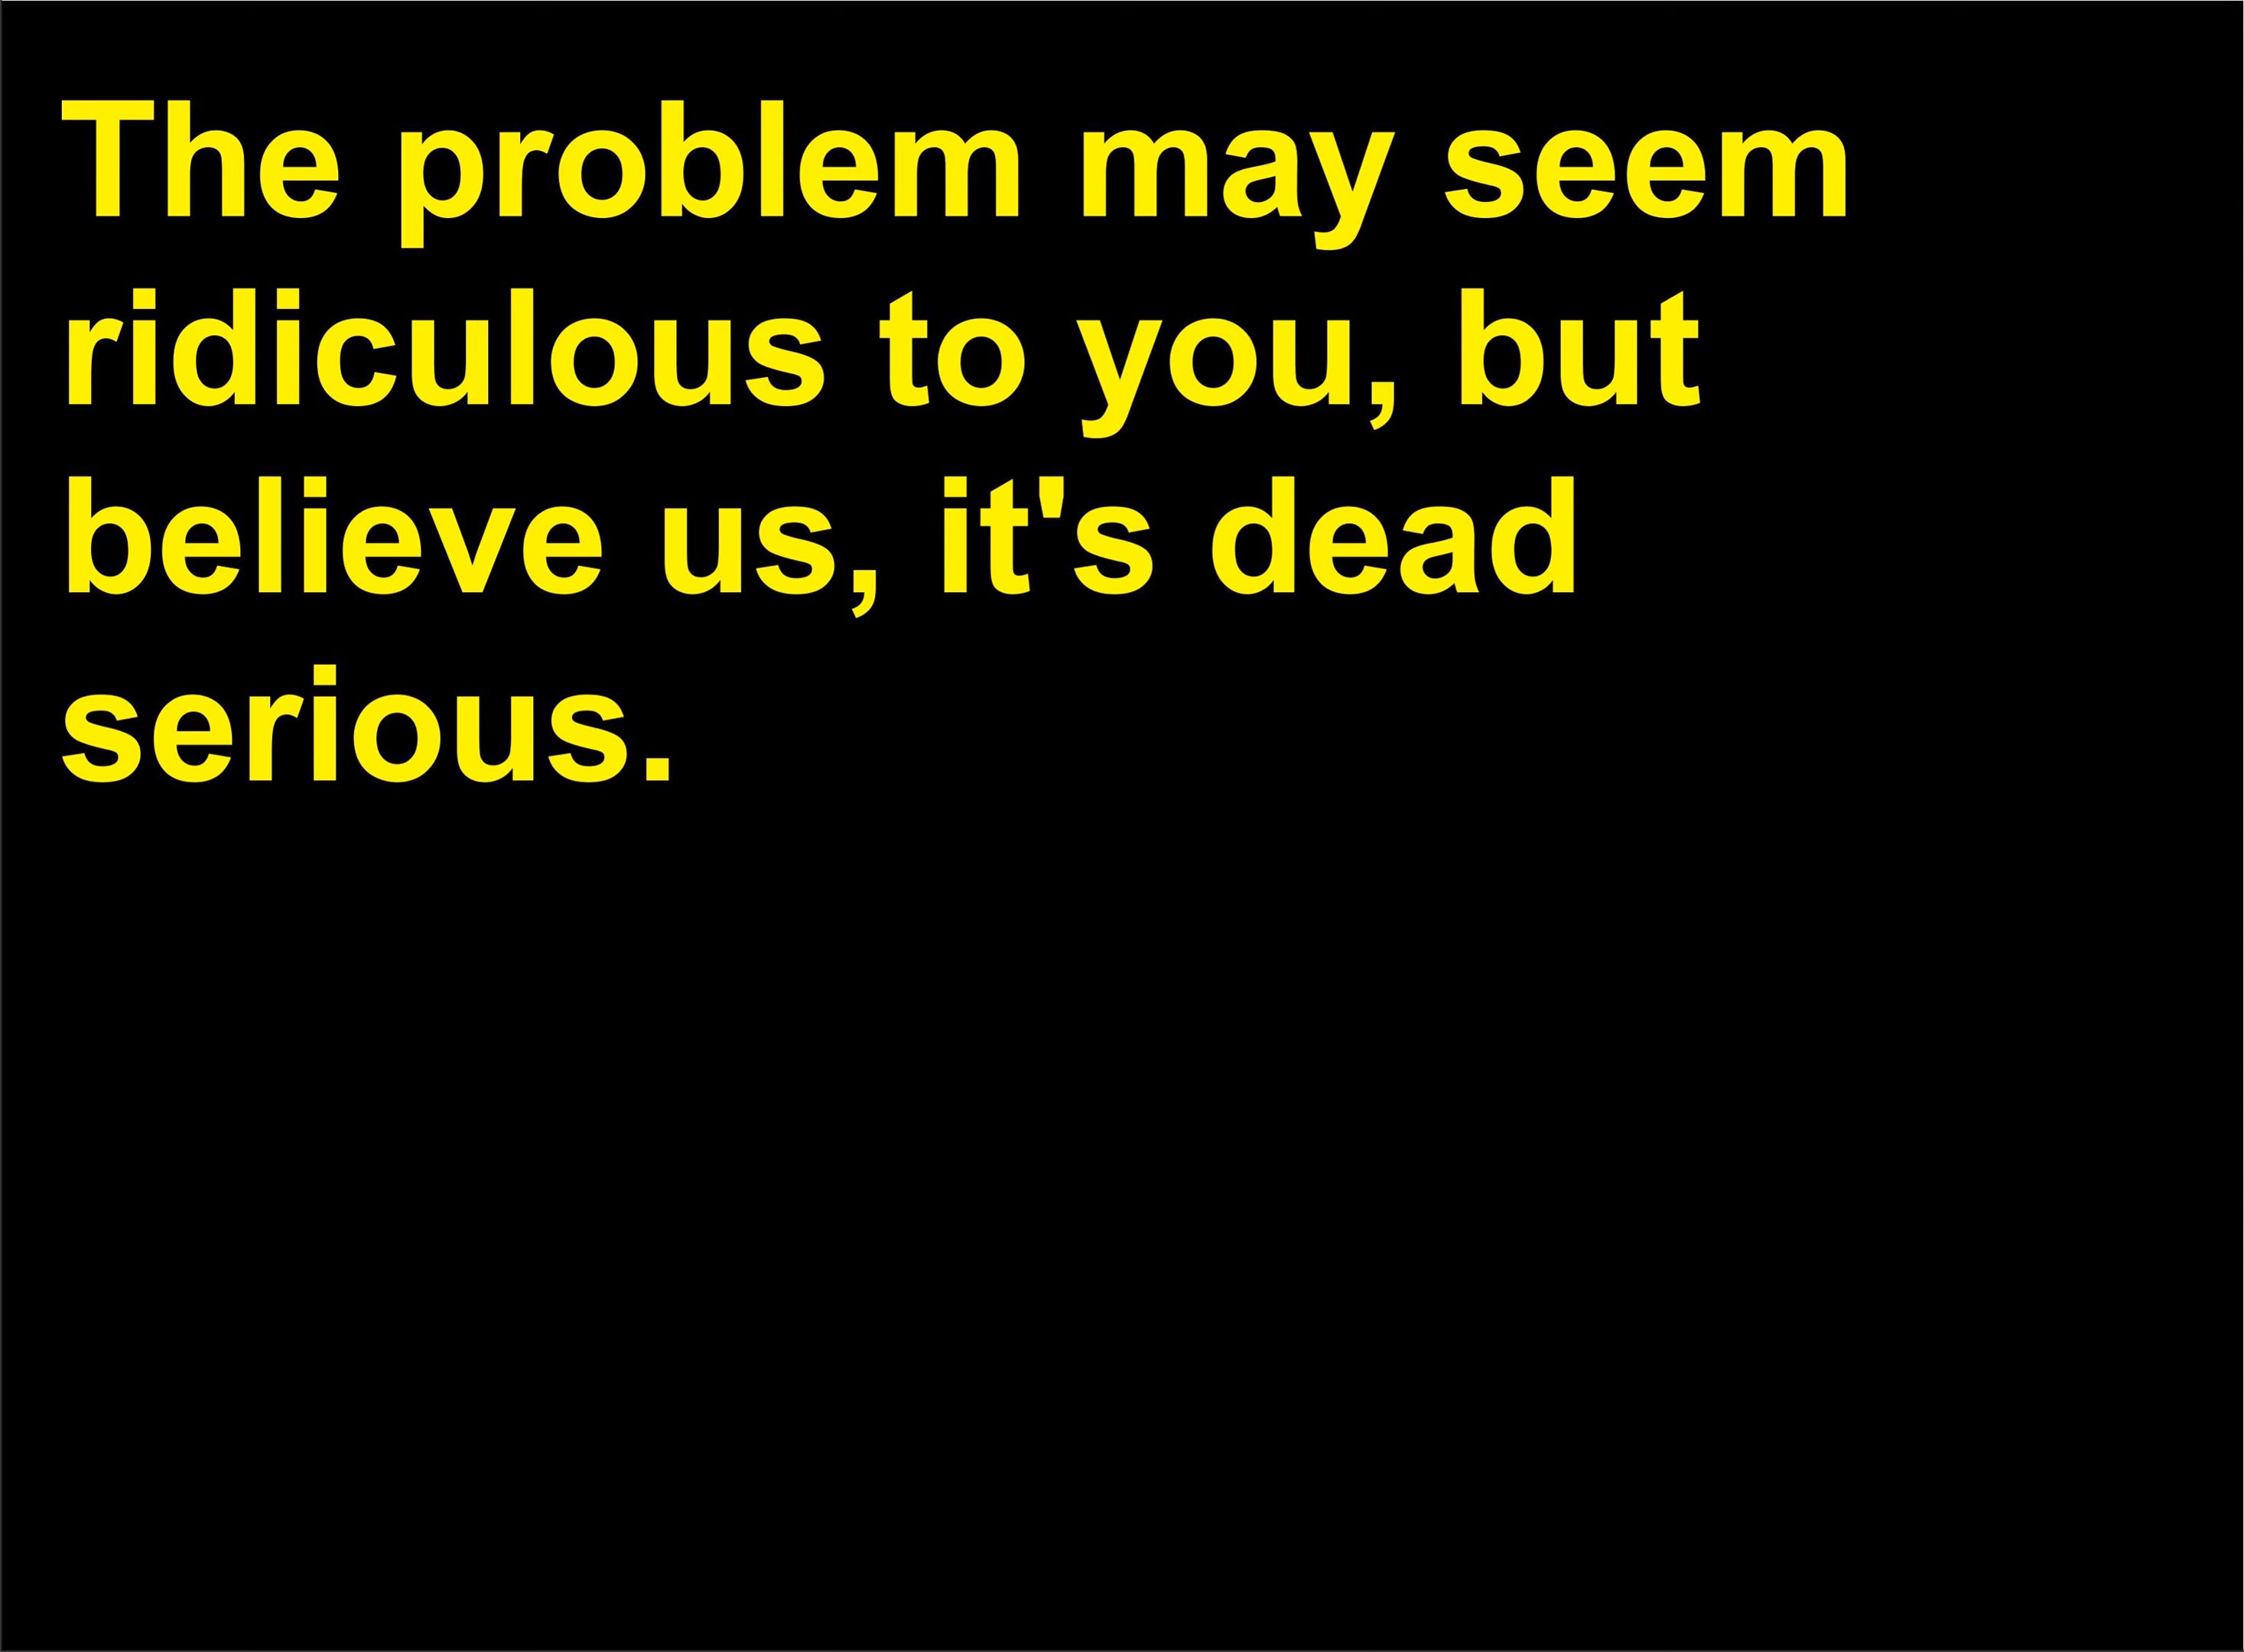 The problem may seem
ridiculous to you, but
believe us, it's dead
serious.